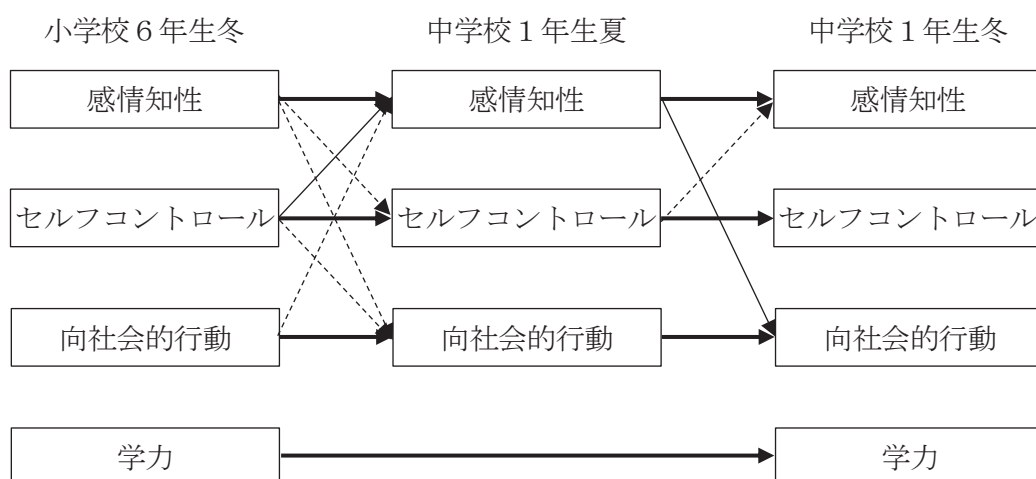 小学校６年生冬
中学校１年生夏
中学校１年生冬
感情知性
感情知性
感情知性
セルフコントロール
セルフコントロール
セルフコントロール
向社会的行動
向社会的行動
向社会的行動
学力
学力